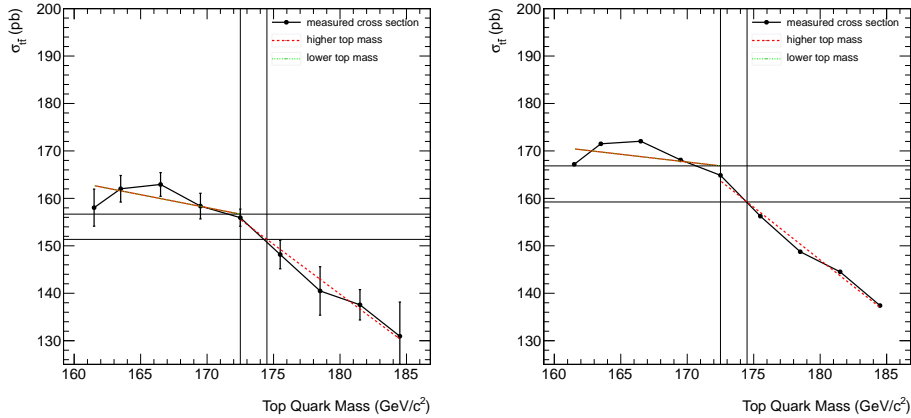 200
190
180
170
160
150
140
130
σtt̄ (pb)
measured cross section
higher top mass
lower top mass
160 165 170 175 180 185
Top Quark Mass (GeV/c²)
200
190
180
170
160
150
140
130
σtt̄ (pb)
measured cross section
higher top mass
lower top mass
160 165 170 175 180 185
Top Quark Mass (GeV/c²)